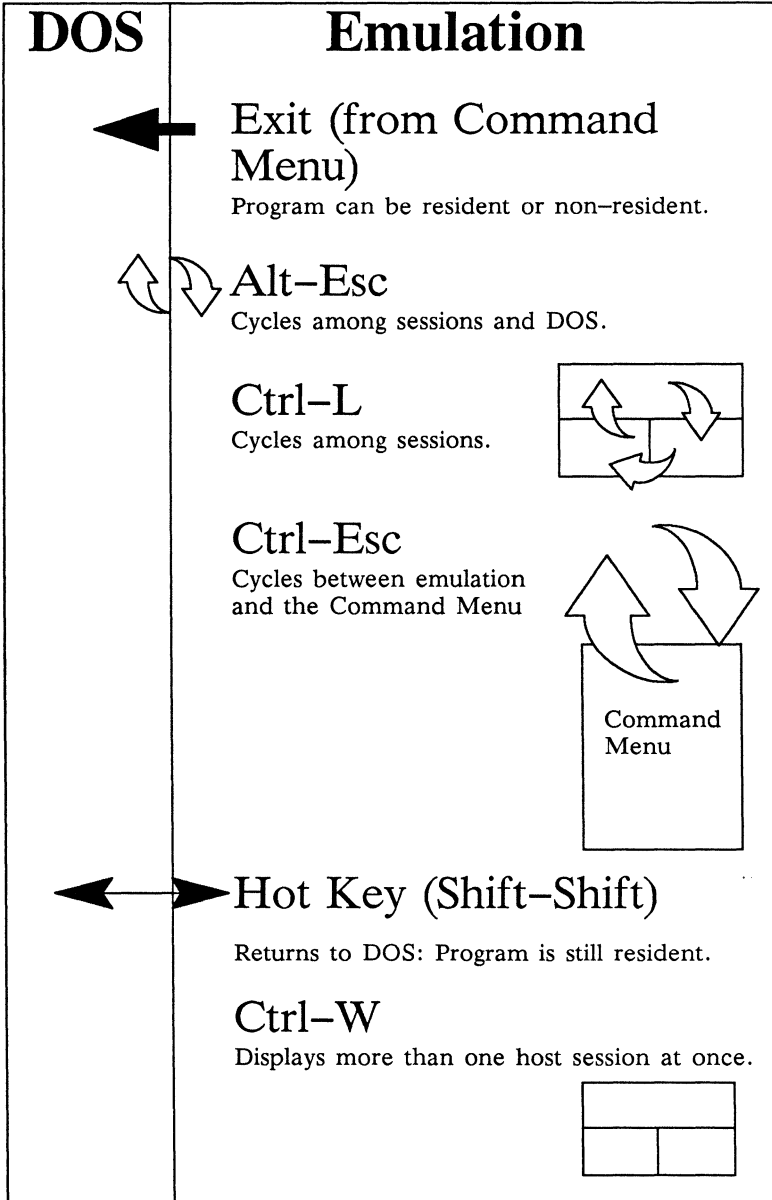 DOS Emulation
Exit (from Command
Menu)
Program can be resident or non–resident.
Alt–Esc
Cycles among sessions and DOS.
Ctrl–L
Cycles among sessions.
Ctrl–Esc
Cycles between emulation
and the Command Menu
Command
Menu
Hot Key (Shift–Shift)
Returns to DOS: Program is still resident.
Ctrl–W
Displays more than one host session at once.